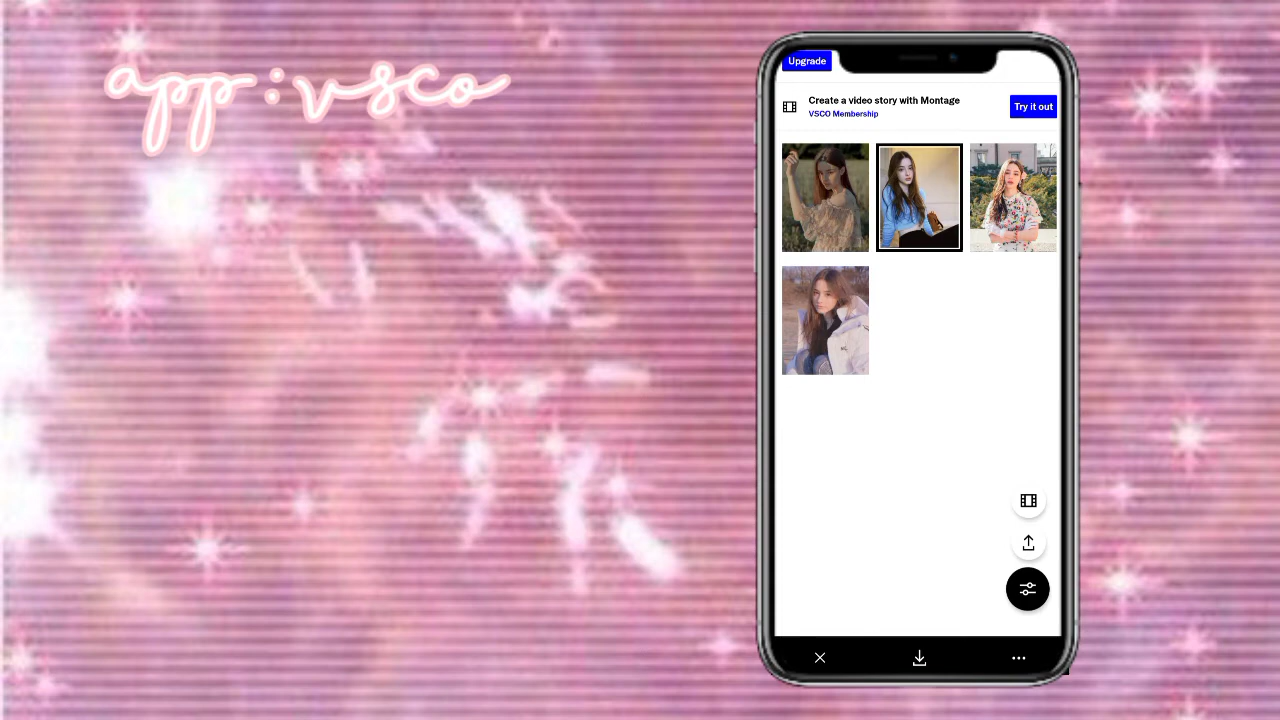 app: vsco
Upgrade
Create a video story with Montage
VSCO Membership
Try it out